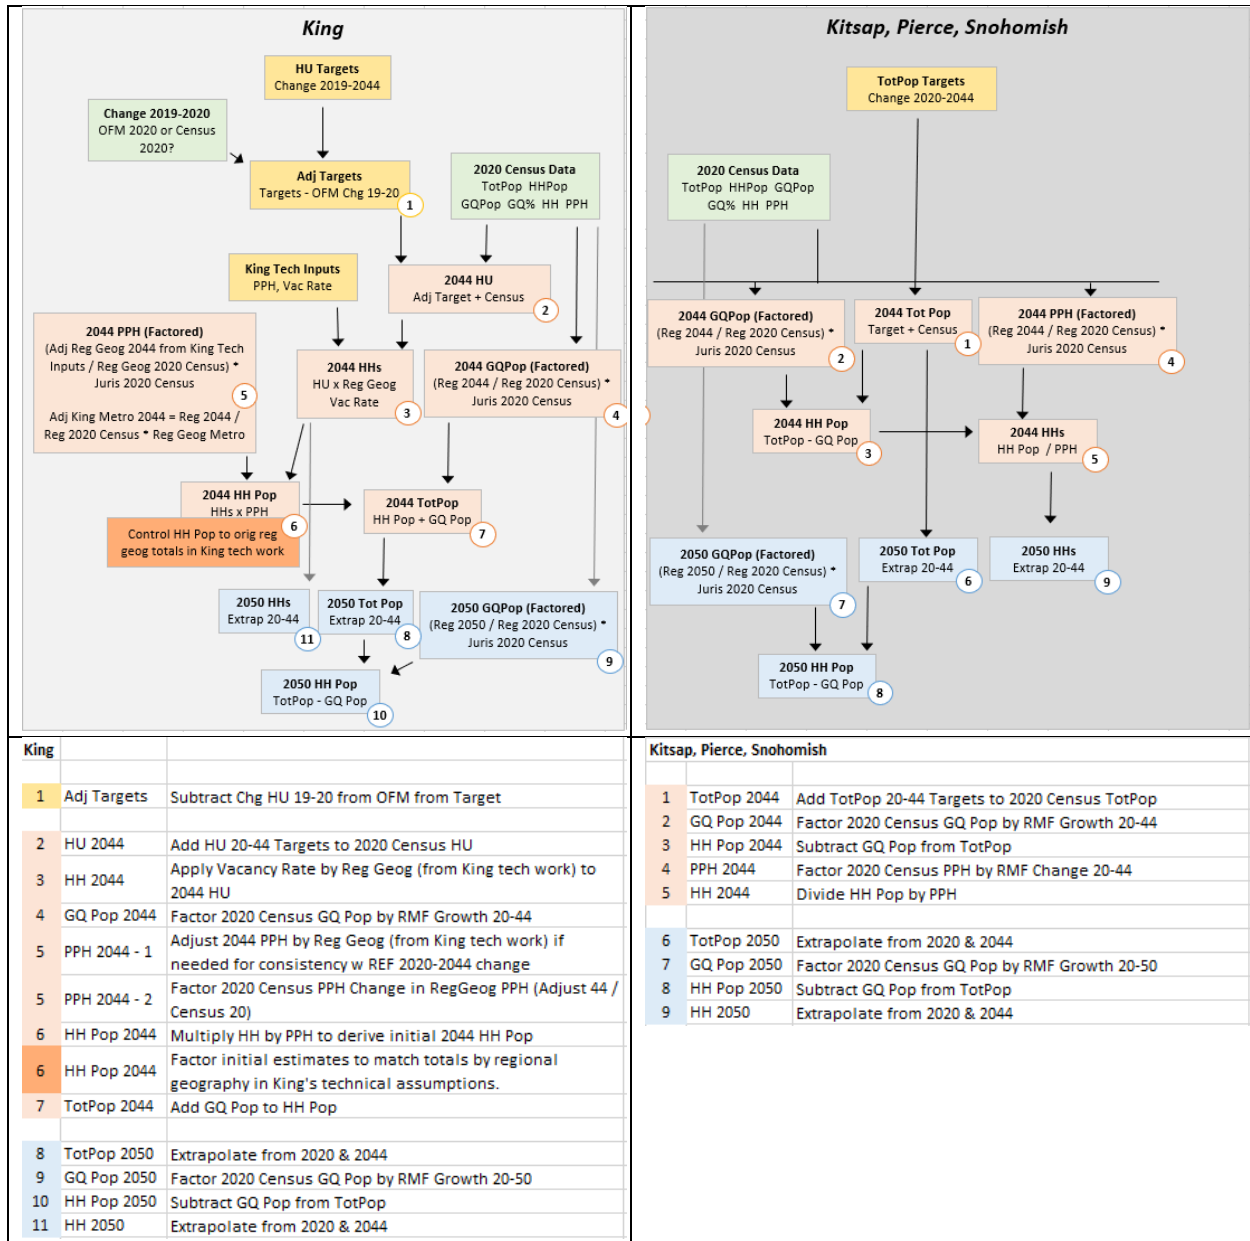 King
HU Targets
Change 2019-2044
Change 2019-2020
OFM 2020 or Census
2020?
Adj Targets
Targets - OFM Chg 19-20
1
2020 Census Data
TotPop HHPop
GQPop GQ% HH PPH
King Tech Inputs
PPH, Vac Rate
2044 HU
Adj Target + Census
2
2044 PPH (Factored)
(Adj Reg Geog 2044 from King Tech
Inputs / Reg Geog 2020 Census) *
Juris 2020 Census
5
Adj King Metro 2044 = Reg 2044 /
Reg 2020 Census * Reg Geog Metro
2044 HHs
HU x Reg Geog
Vac Rate
3
2044 GQPop (Factored)
(Reg 2044 / Reg 2020 Census) *
Juris 2020 Census
4
2044 HH Pop
HHs x PPH
6
Control HH Pop to orig reg
geog totals in King tech work
2044 TotPop
HH Pop + GQ Pop
7
2050 HHs
Extrap 20-44
11
2050 Tot Pop
Extrap 20-44
8
2050 GQPop (Factored)
(Reg 2050 / Reg 2020 Census) *
Juris 2020 Census
9
2050 HH Pop
TotPop - GQ Pop
10
Kitsap, Pierce, Snohomish
TotPop Targets
Change 2020-2044
2020 Census Data
TotPop HHPop GQPop
GQ% HH PPH
2044 GQPop (Factored)
(Reg 2044 / Reg 2020 Census) *
Juris 2020 Census
2
2044 Tot Pop
Target + Census
1
2044 PPH (Factored)
(Reg 2044 / Reg 2020 Census) *
Juris 2020 Census
4
2044 HH Pop
TotPop - GQ Pop
3
2044 HHs
HH Pop / PPH
5
2050 GQPop (Factored)
(Reg 2050 / Reg 2020 Census) *
Juris 2020 Census
7
2050 Tot Pop
Extrap 20-44
6
2050 HHs
Extrap 20-44
9
2050 HH Pop
TotPop - GQ Pop
8
King
1 Adj Targets Subtract Chg HU 19-20 from OFM from Target
2 HU 2044 Add HU 20-44 Targets to 2020 Census HU
3 HH 2044 Apply Vacancy Rate by Reg Geog (from King tech work) to
2044 HU
4 GQ Pop 2044 Factor 2020 Census GQ Pop by RMF Growth 20-44
5 PPH 2044 - 1 Adjust 2044 PPH by Reg Geog (from King tech work) if
needed for consistency w REF 2020-2044 change
5 PPH 2044 - 2 Factor 2020 Census PPH Change in RegGeog PPH (Adjust 44 /
Census 20)
6 HH Pop 2044 Multiply HH by PPH to derive initial 2044 HH Pop
6 HH Pop 2044 Factor initial estimates to match totals by regional
geography in King's technical assumptions.
7 TotPop 2044 Add GQ Pop to HH Pop
8 TotPop 2050 Extrapolate from 2020 & 2044
9 GQ Pop 2050 Factor 2020 Census GQ Pop by RMF Growth 20-50
10 HH Pop 2050 Subtract GQ Pop from TotPop
11 HH 2050 Extrapolate from 2020 & 2044
Kitsap, Pierce, Snohomish
1 TotPop 2044 Add TotPop 20-44 Targets to 2020 Census TotPop
2 GQ Pop 2044 Factor 2020 Census GQ Pop by RMF Growth 20-44
3 HH Pop 2044 Subtract GQ Pop from TotPop
4 PPH 2044 Factor 2020 Census PPH by RMF Change 20-44
5 HH 2044 Divide HH Pop by PPH
6 TotPop 2050 Extrapolate from 2020 & 2044
7 GQ Pop 2050 Factor 2020 Census GQ Pop by RMF Growth 20-50
8 HH Pop 2050 Subtract GQ Pop from TotPop
9 HH 2050 Extrapolate from 2020 & 2044